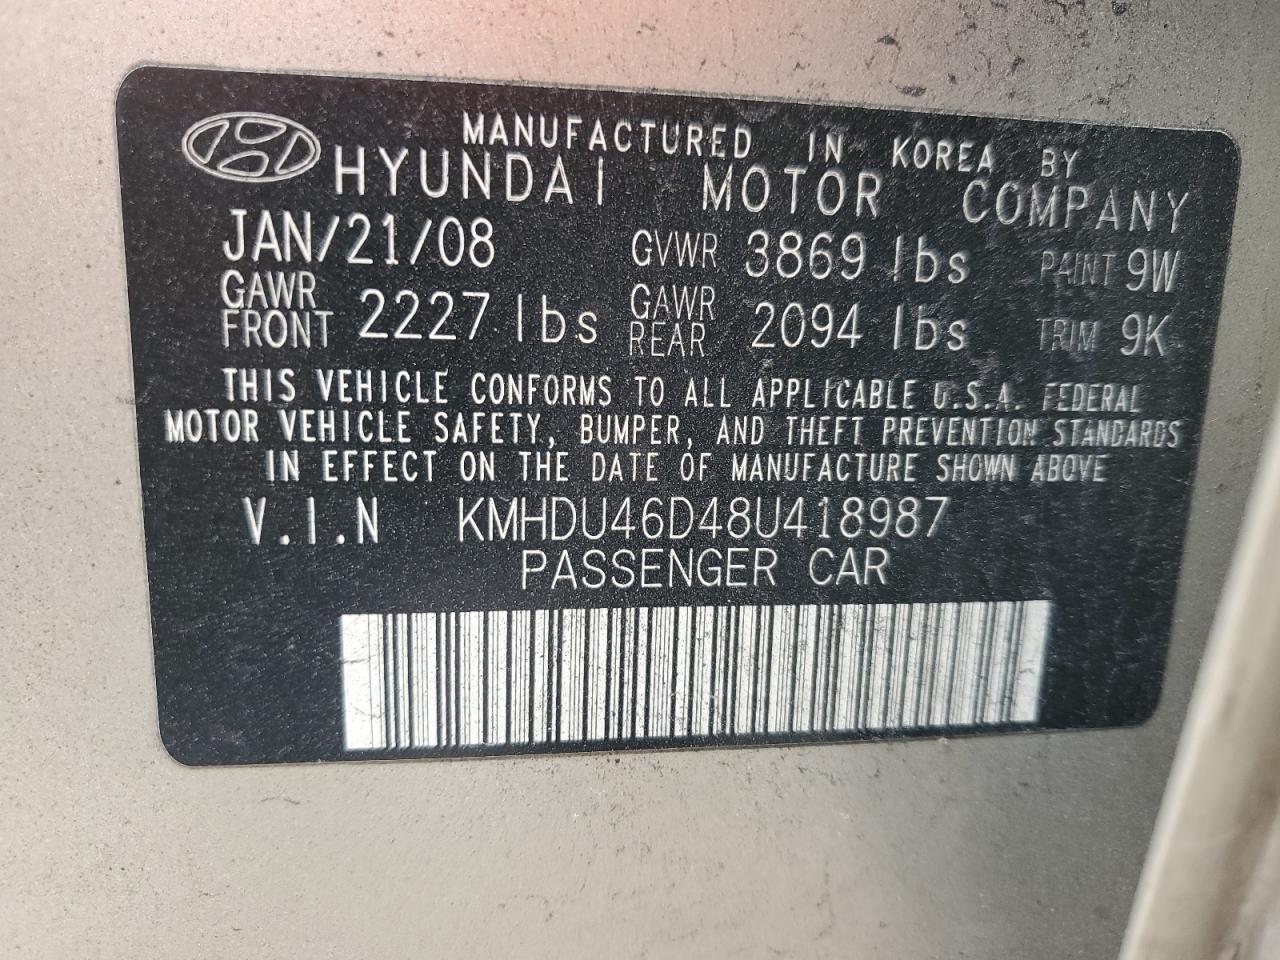 MANUFACTURED IN KOREA BY
HYUNDAI MOTOR COMPANY
JAN/21/08 GVWR 3869 lbs PAINT 9W
GAWR FRONT 2227 lbs GAWR REAR 2094 lbs TRIM 9K
THIS VEHICLE CONFORMS TO ALL APPLICABLE U.S.A. FEDERAL
MOTOR VEHICLE SAFETY, BUMPER, AND THEFT PREVENTION STANDARDS
IN EFFECT ON THE DATE OF MANUFACTURE SHOWN ABOVE
V.I.N KMHDU46D48U418987
PASSENGER CAR